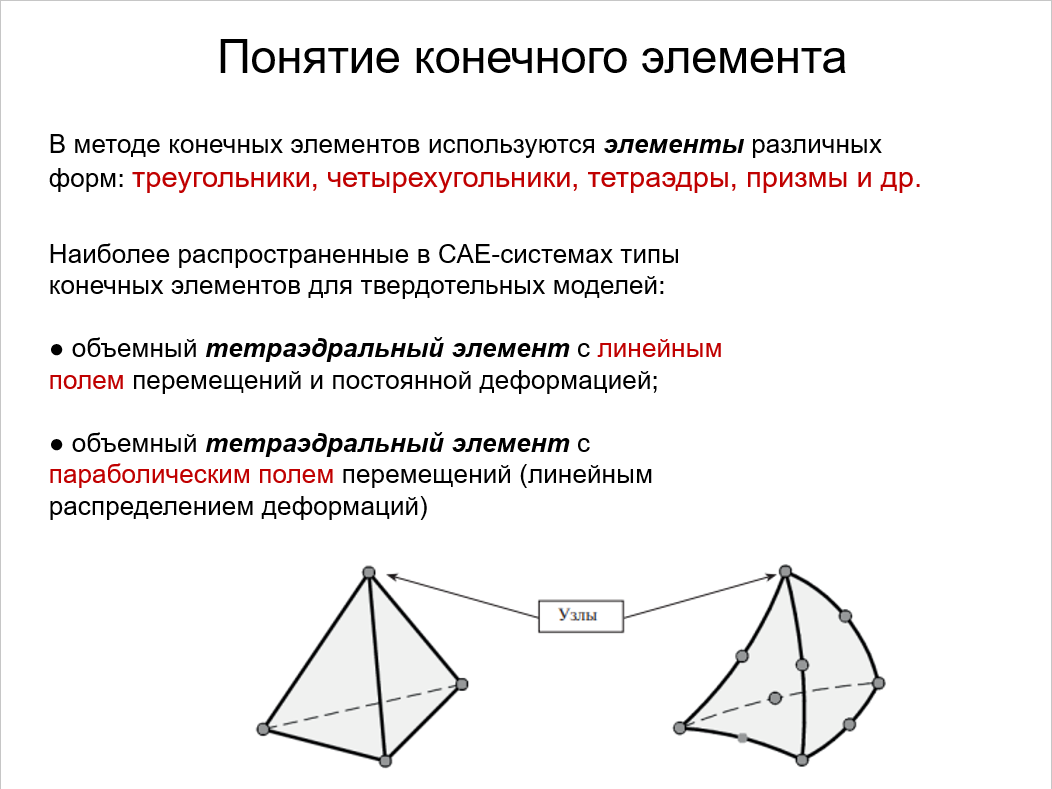 Понятие конечного элемента
В методе конечных элементов используются элементы различных
форм: треугольники, четырехугольники, тетраэдры, призмы и др.
Наиболее распространенные в CAE-системах типы
конечных элементов для твердотельных моделей:
● объемный тетраэдральный элемент с линейным
полем перемещений и постоянной деформацией;
● объемный тетраэдральный элемент с
параболическим полем перемещений (линейным
распределением деформаций)
Узлы